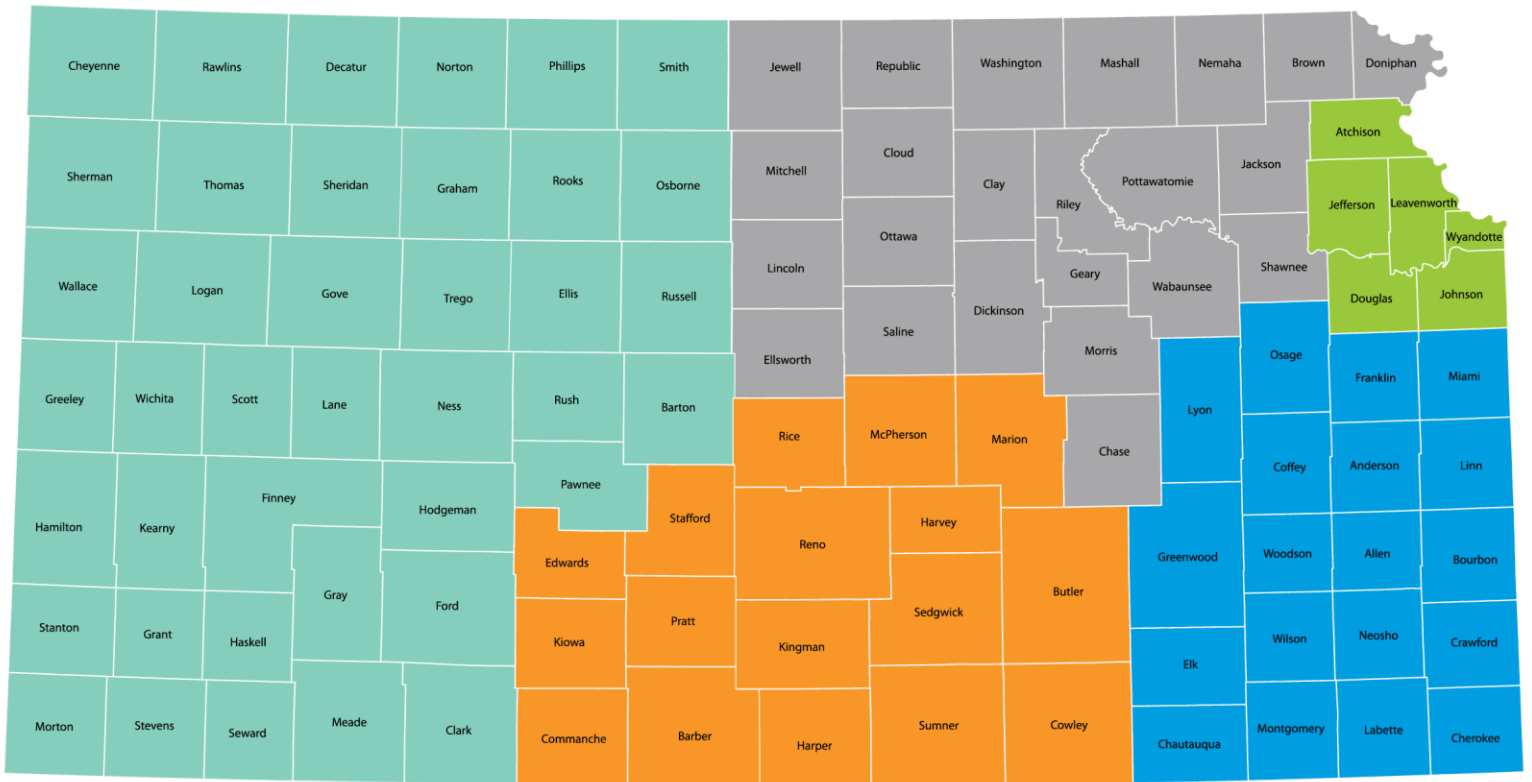 Cheyenne
Rawlins
Decatur
Norton
Phillips
Smith
Jewell
Republic
Washington
Mashall
Nemaha
Brown
Doniphan
Atchison
Sherman
Thomas
Sheridan
Graham
Rooks
Osborne
Mitchell
Cloud
Clay
Riley
Pottawatomie
Jackson
Jefferson
Leavenworth
Wyandotte
Wallace
Logan
Gove
Trego
Ellis
Russell
Lincoln
Ottawa
Dickinson
Geary
Wabaunsee
Shawnee
Douglas
Johnson
Ellsworth
Saline
Morris
Osage
Franklin
Miami
Greeley
Wichita
Scott
Lane
Ness
Rush
Barton
Rice
McPherson
Marion
Chase
Lyon
Coffey
Anderson
Linn
Hamilton
Kearny
Finney
Hodgeman
Pawnee
Stafford
Reno
Harvey
Greenwood
Woodson
Allen
Bourbon
Gray
Ford
Edwards
Kiowa
Pratt
Kingman
Sedgwick
Butler
Stanton
Grant
Haskell
Elk
Wilson
Neosho
Crawford
Morton
Stevens
Seward
Meade
Clark
Commanche
Barber
Harper
Sumner
Cowley
Chautauqua
Montgomery
Labette
Cherokee